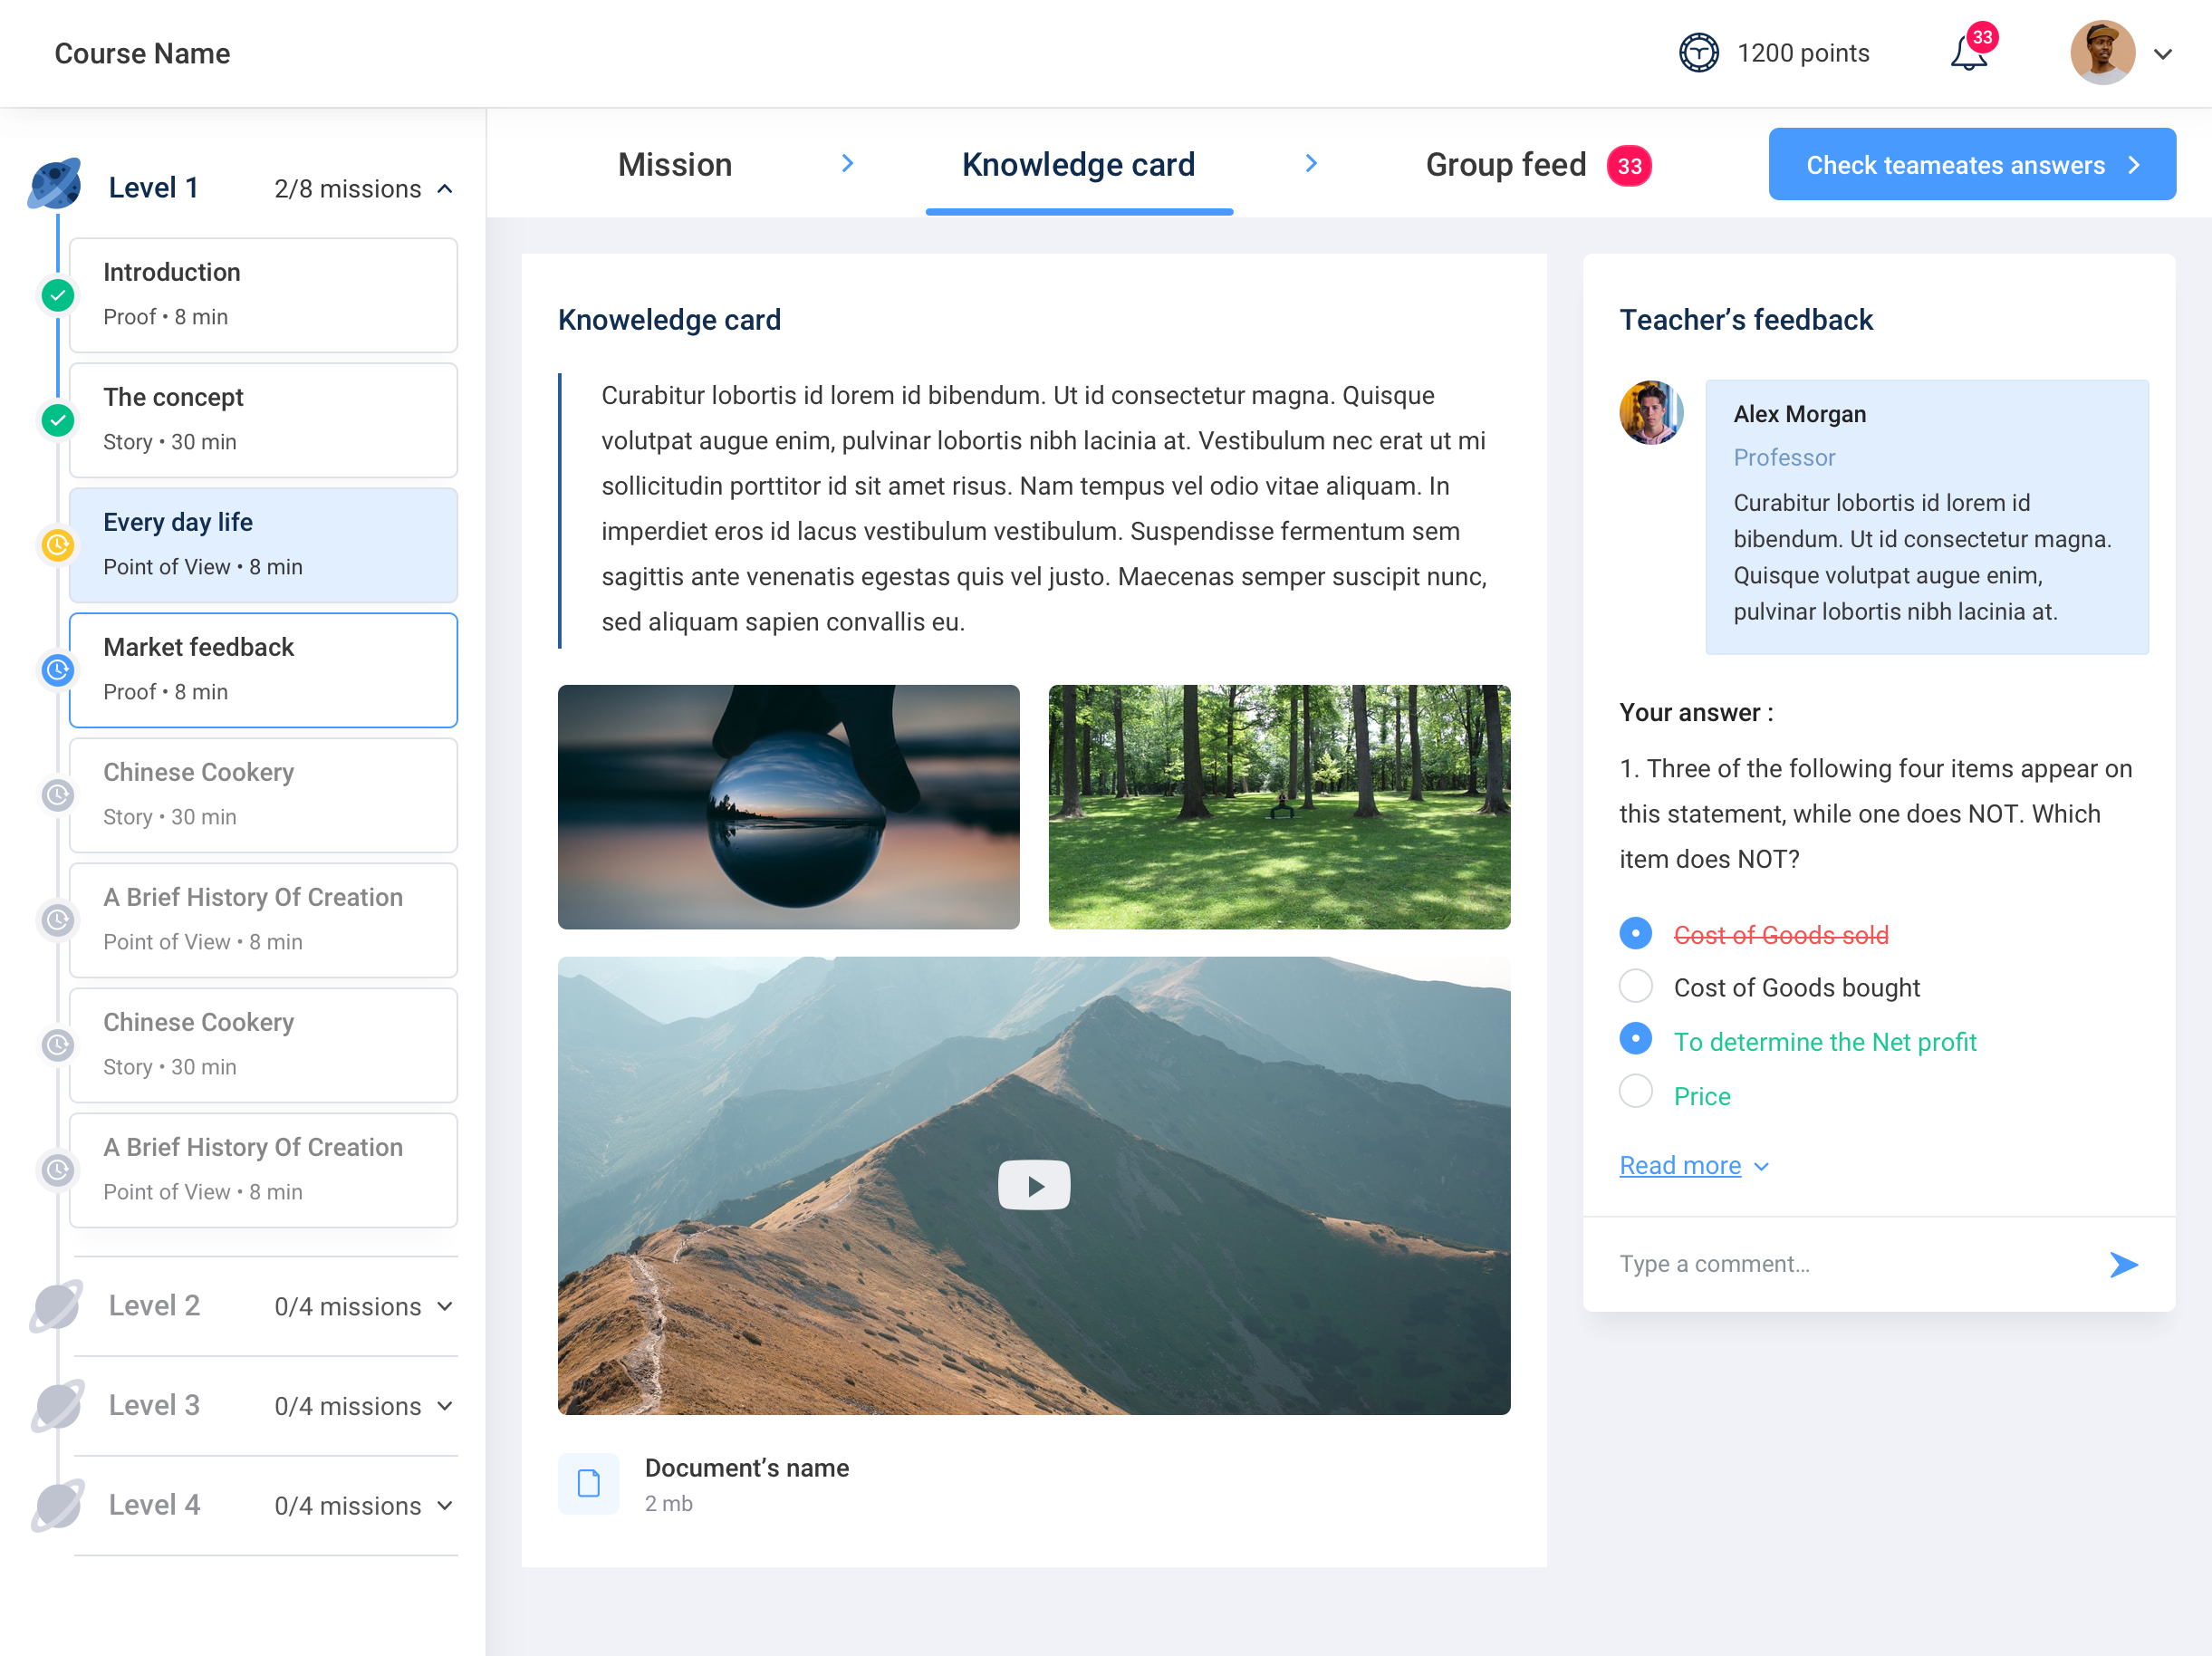 Course Name
1200 points
33
Level 1
2/8 missions
Introduction
Proof • 8 min
The concept
Story • 30 min
Every day life
Point of View • 8 min
Market feedback
Proof • 8 min
Chinese Cookery
Story • 30 min
A Brief History Of Creation
Point of View • 8 min
Chinese Cookery
Story • 30 min
A Brief History Of Creation
Point of View • 8 min
Level 2
0/4 missions
Level 3
0/4 missions
Level 4
0/4 missions
Mission
Knowledge card
Group feed
33
Check teameates answers
Knoweledge card
Curabitur lobortis id lorem id bibendum. Ut id consectetur magna. Quisque
volutpat augue enim, pulvinar lobortis nibh lacinia at. Vestibulum nec erat ut mi
sollicitudin porttitor id sit amet risus. Nam tempus vel odio vitae aliquam. In
imperdiet eros id lacus vestibulum vestibulum. Suspendisse fermentum sem
sagittis ante venenatis egestas quis vel justo. Maecenas semper suscipit nunc,
sed aliquam sapien convallis eu.
Document’s name
2 mb
Teacher’s feedback
Alex Morgan
Professor
Curabitur lobortis id lorem id
bibendum. Ut id consectetur magna.
Quisque volutpat augue enim,
pulvinar lobortis nibh lacinia at.
Your answer :
1. Three of the following four items appear on
this statement, while one does NOT. Which
item does NOT?
Cost of Goods sold
Cost of Goods bought
To determine the Net profit
Price
Read more
Type a comment...